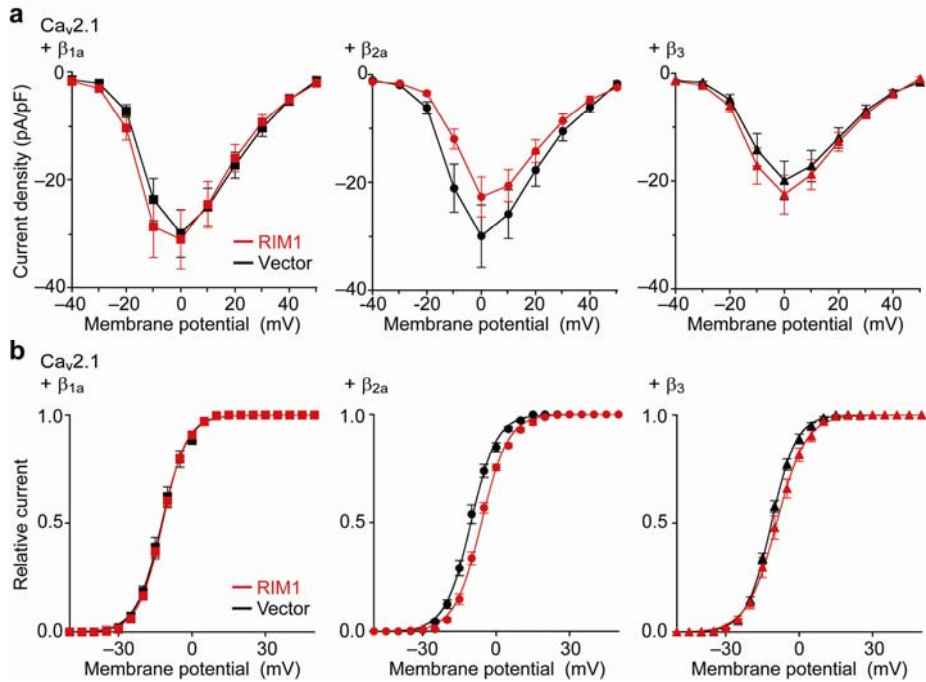 a
Cav2.1
+ β1a
+ β2a
+ β3
Current density (pA/pF)
0
–20
–40
–40
–20
0
20
40
RIM1
Vector
Membrane potential (mV)
0
–20
–40
–40
–20
0
20
40
Membrane potential (mV)
0
–20
–40
–40
–20
0
20
40
Membrane potential (mV)
b
Cav2.1
+ β1a
+ β2a
+ β3
Relative current
1.0
0.5
0.0
–30
0
30
RIM1
Vector
Membrane potential (mV)
1.0
0.5
0.0
–30
0
30
Membrane potential (mV)
1.0
0.5
0.0
–30
0
30
Membrane potential (mV)